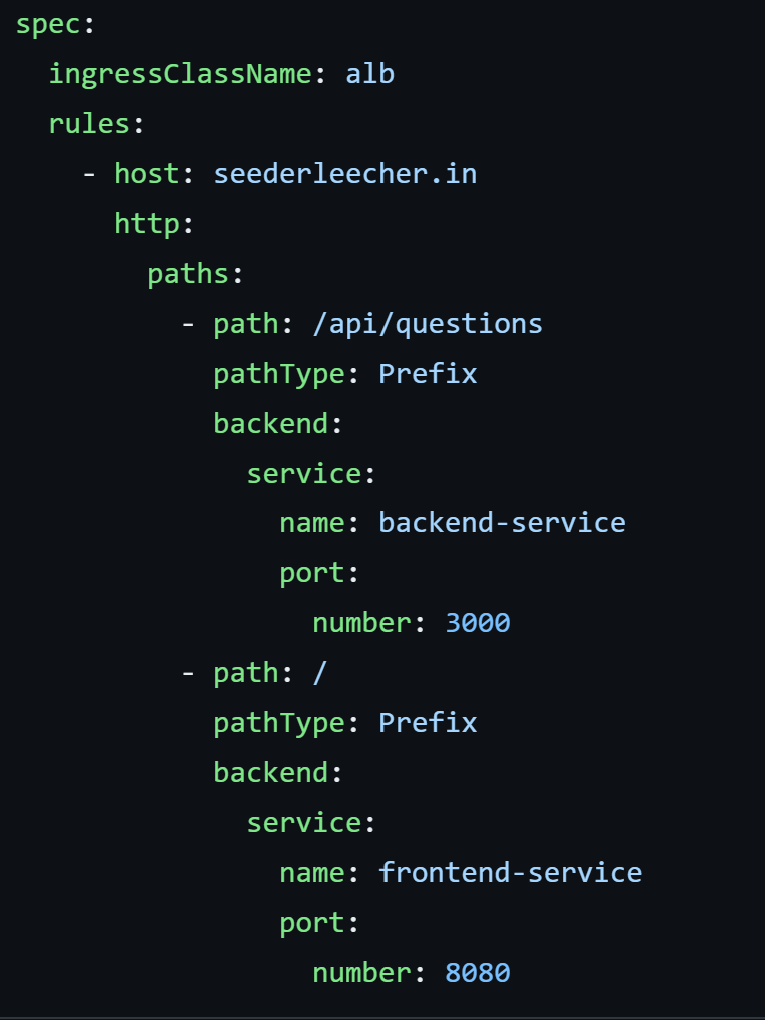 spec:
  ingressClassName: alb
  rules:
    - host: seederleecher.in
      http:
        paths:
          - path: /api/questions
            pathType: Prefix
            backend:
              service:
                name: backend-service
                port:
                  number: 3000
          - path: /
            pathType: Prefix
            backend:
              service:
                name: frontend-service
                port:
                  number: 8080